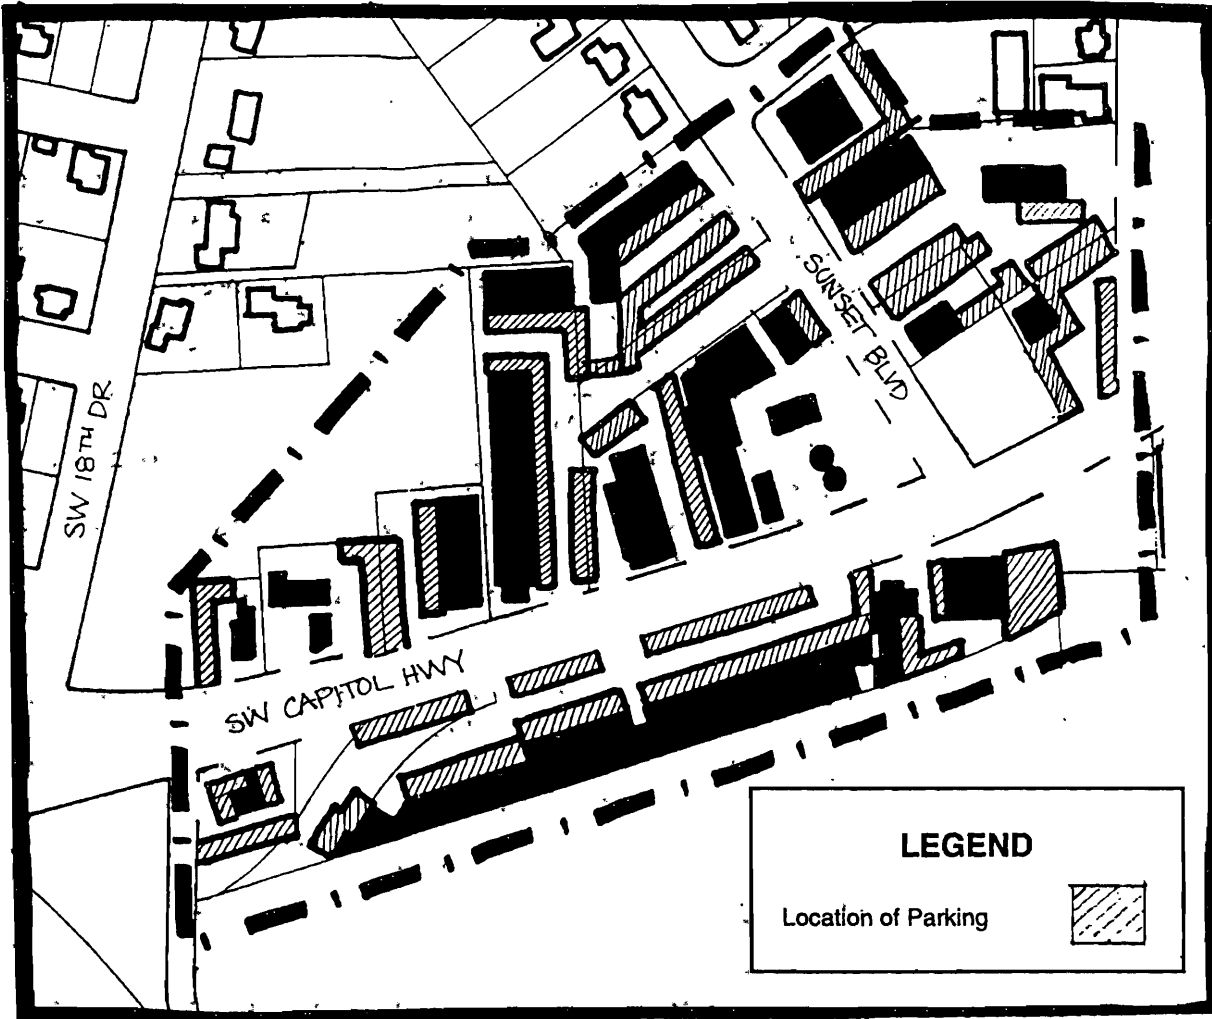 SUNSET BLVD
SW 18TH DR
SW CAPITOL HWY
LEGEND
Location of Parking